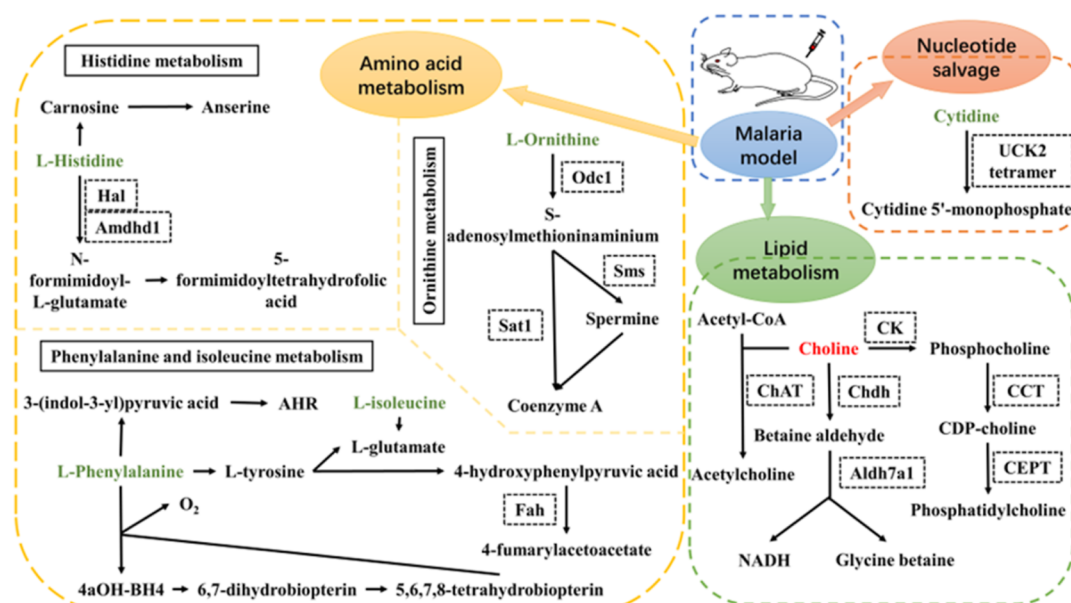 Histidine metabolism
Carnosine
Anserine
L-Histidine
Hal
Amdhd1
N-
formimidoyl-
L-glutamate
5-
formimidoyltetrahydrofolic
acid
Amino acid
metabolism
Ornithine metabolism
L-Ornithine
Odc1
S-
adenosylmethioninaminium
Sms
Sat1
Spermine
Coenzyme A
Phenylalanine and isoleucine metabolism
3-(indol-3-yl)pyruvic acid
AHR
L-isoleucine
L-glutamate
L-Phenylalanine
L-tyrosine
4-hydroxyphenylpyruvic acid
O2
Fah
4-fumarylacetoacetate
4aOH-BH4
6,7-dihydrobiopterin
5,6,7,8-tetrahydrobiopterin
Malaria
model
Nucleotide
salvage
Cytidine
UCK2
tetramer
Cytidine 5'-monophosphate
Lipid
metabolism
Acetyl-CoA
Choline
CK
Phosphocholine
ChAT
Chdh
CCT
Betaine aldehyde
CDP-choline
Acetylcholine
Aldh7a1
CEPT
Phosphatidylcholine
NADH
Glycine betaine